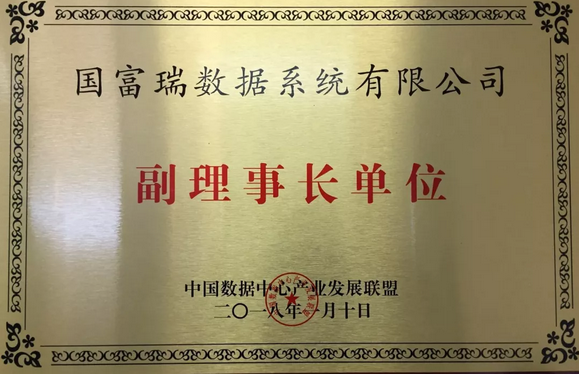 国富瑞数据系统有限公司
副理事长单位
中国数据中心产业发展联盟
二〇一八年一月十日